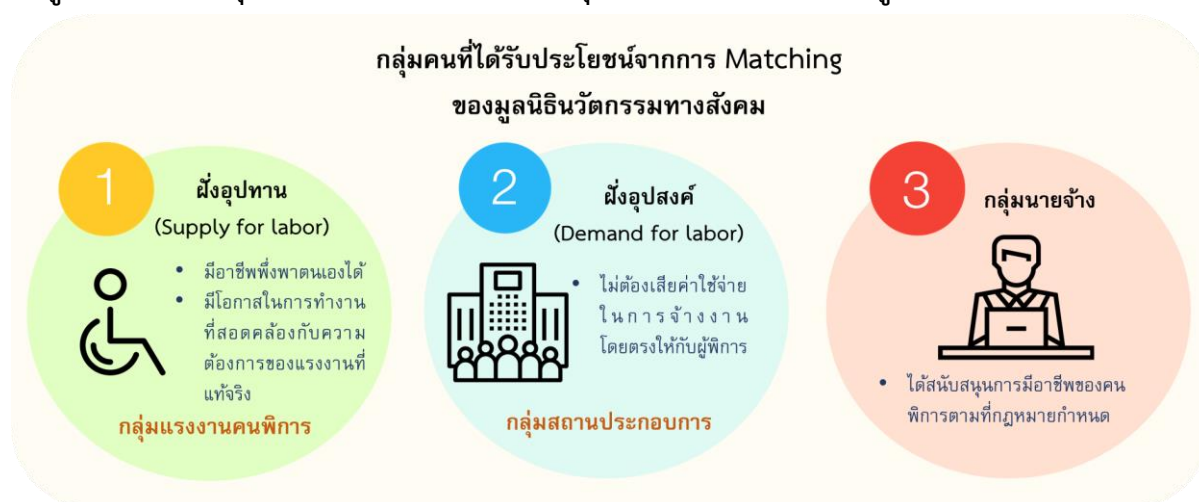 กลุ่มคนที่ได้รับประโยชน์จากการ Matching
ของมูลนิธินวัตกรรมทางสังคม
1
ฝั่งอุปทาน
(Supply for labor)
• มีอาชีพพึ่งพาตนเองได้
• มีโอกาสในการทำงาน
ที่สอดคล้องกับความ
ต้องการของแรงงานที่
แท้จริง
กลุ่มแรงงานคนพิการ
2
ฝั่งอุปสงค์
(Demand for labor)
• ไม่ต้องเสียค่าใช้จ่าย
ในการจ้างงาน
โดยตรงให้กับผู้พิการ
กลุ่มสถานประกอบการ
3
กลุ่มนายจ้าง
• ได้สนับสนุนการมีอาชีพของคน
พิการตามที่กฎหมายกำหนด